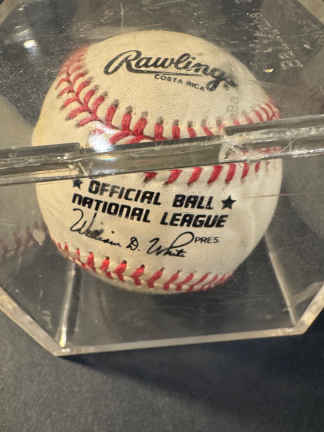 Rawlings
COSTA RICA
★ OFFICIAL BALL ★
NATIONAL LEAGUE
William D. White PRES.